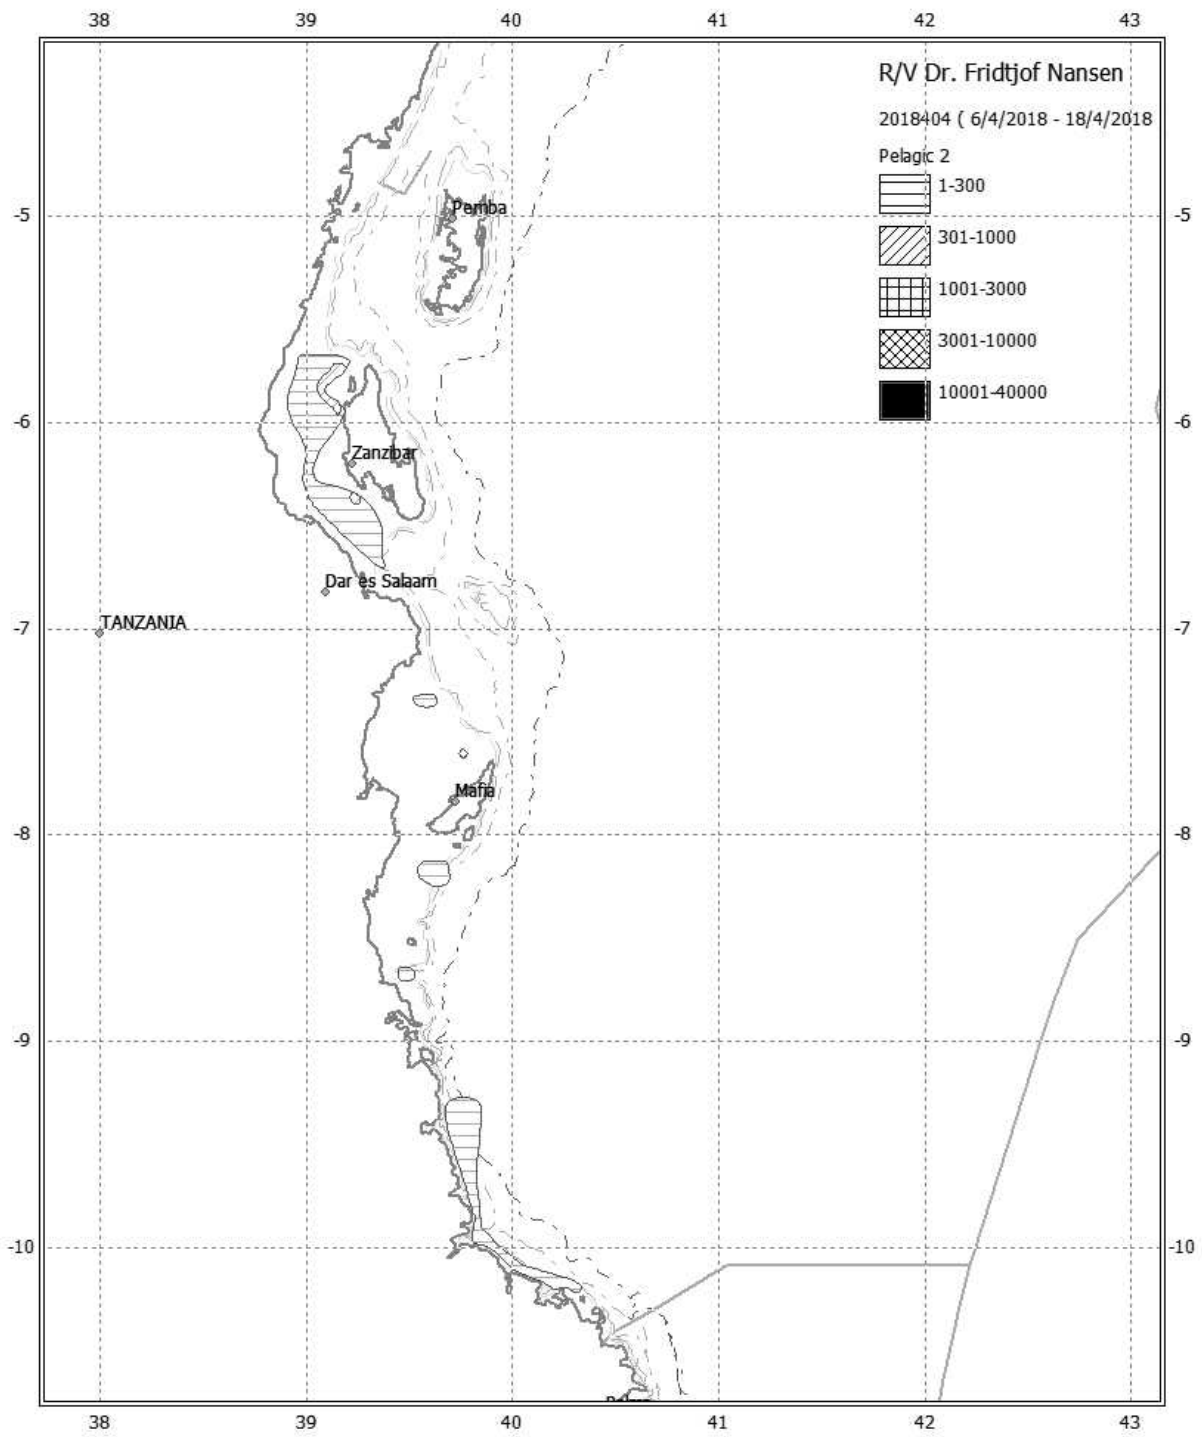 38 39 40 41 42 43
R/V Dr. Fridtjof Nansen
2018404 ( 6/4/2018 - 18/4/2018
Pelagic 2
1-300
-5 Pemba -5
301-1000
1001-3000
3001-10000
10001-40000
-6 -6
Zanzibar
Dar es Salaam
TANZANIA
-7 -7
Mafia
-8 -8
-9 -9
-10 -10
38 39 40 41 42 43